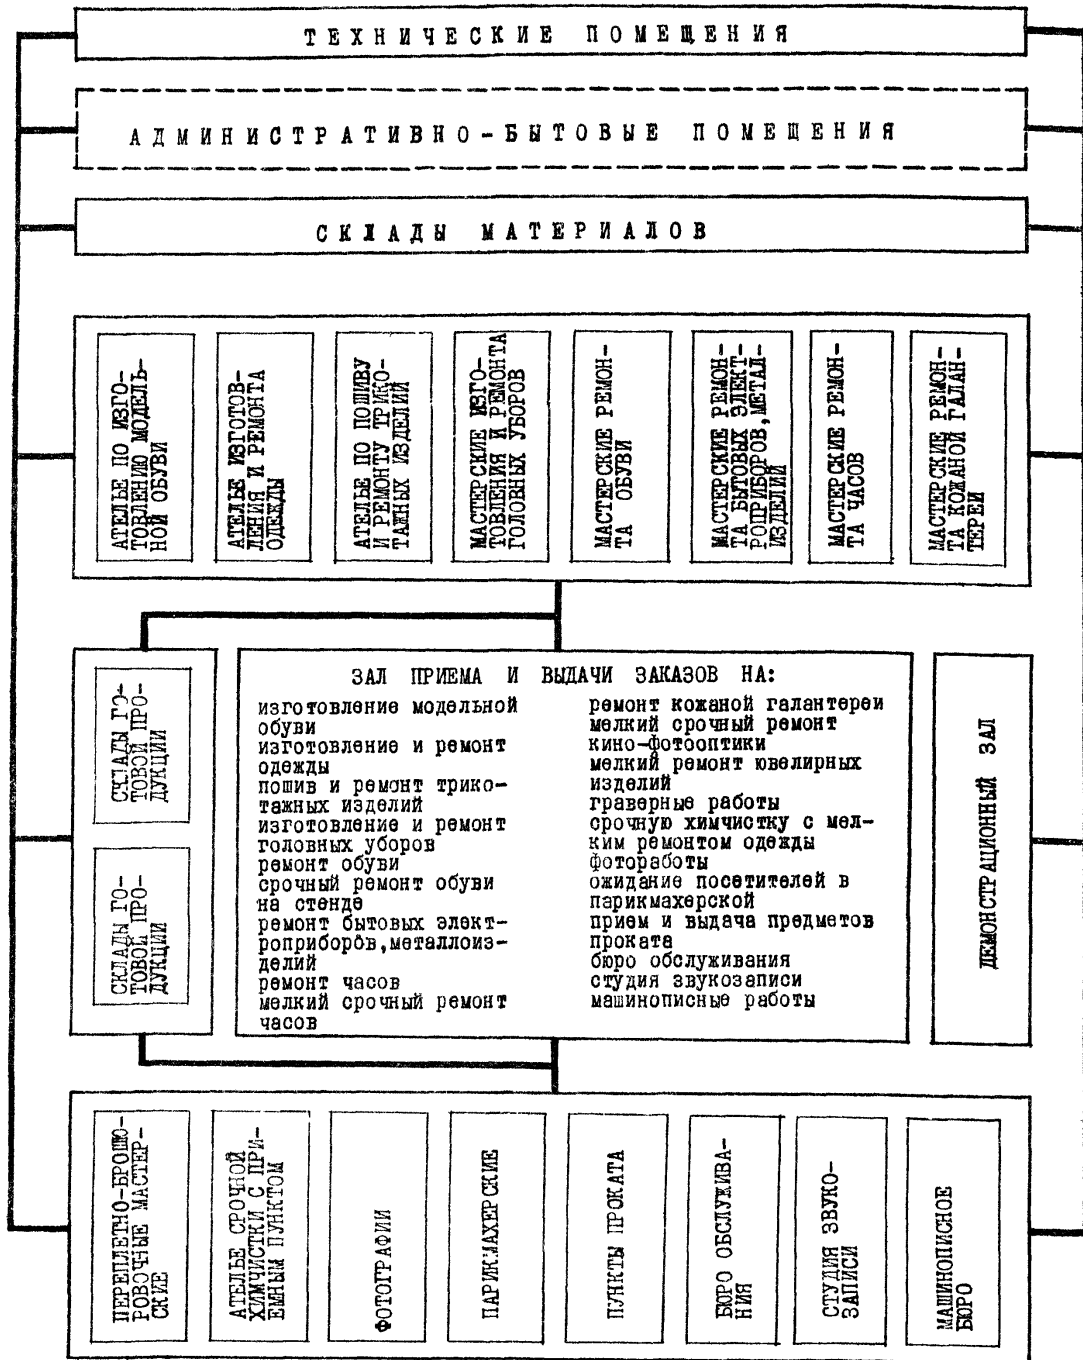 ТЕХНИЧЕСКИЕ ПОМЕЩЕНИЯ
АДМИНИСТРАТИВНО-БЫТОВЫЕ ПОМЕЩЕНИЯ
СКЛАДЫ МАТЕРИАЛОВ
АТЕЛЬЕ ПО ИЗГО-
ТОВЛЕНИЮ МОДЕЛЬ-
НОЙ ОБУВИ
АТЕЛЬЕ ИЗГОТОВ-
ЛЕНИЯ И РЕМОНТА
ОДЕЖДЫ
АТЕЛЬЕ ПО ПОШИВУ
И РЕМОНТУ ТРИКО-
ТАЖНЫХ ИЗДЕЛИЙ
МАСТЕРСКИЕ ИЗГО-
ТОВЛЕНИЯ И РЕМОНТА
ГОЛОВНЫХ УБОРОВ
МАСТЕРСКИЕ РЕМОН-
ТА ОБУВИ
МАСТЕРСКИЕ РЕМОН-
ТА БЫТОВЫХ ЭЛЕКТ-
РОПРИБОРОВ, МЕТАЛ-
ИЗДЕЛИЙ
МАСТЕРСКИЕ РЕМОН-
ТА ЧАСОВ
МАСТЕРСКИЕ РЕМОН-
ТА КОЖАНОЙ ГАЛАН-
ТЕРЕИ
СКЛАДЫ ГО-
ТОВОЙ ПРО-
ДУКЦИИ
СКЛАДЫ ГО-
ТОВОЙ ПРО-
ДУКЦИИ
ЗАЛ ПРИЕМА И ВЫДАЧИ ЗАКАЗОВ НА:
изготовление модельной
обуви
изготовление и ремонт
одежды
пошив и ремонт трико-
тажных изделий
изготовление и ремонт
головных уборов
ремонт обуви
срочный ремонт обуви
на стенде
ремонт бытовых элект-
роприборов, металлоиз-
делий
ремонт часов
мелкий срочный ремонт
часов
ремонт кожаной галантереи
мелкий срочный ремонт
кино-фотооптики
мелкий ремонт ювелирных
изделий
граверные работы
срочную химчистку с мел-
ким ремонтом одежды
фотоработы
ожидание посетителей в
парикмахерской
прием и выдача предметов
проката
бюро обслуживания
студия звукозаписи
машинописные работы
ДЕМОНСТРАЦИОННЫЙ ЗАЛ
ПЕРЕПЛЕТНО-БРОШЮ-
РОВОЧНЫЕ МАСТЕР-
СКИЕ
АТЕЛЬЕ СРОЧНОЙ
ХИМЧИСТКИ С ПРИ-
ЕМНЫМ ПУНКТОМ
ФОТОГРАФИИ
ПАРИКМАХЕРСКИЕ
ПУНКТЫ ПРОКАТА
БЮРО ОБСЛУЖИВА-
НИЯ
СТУДИЯ ЗВУКО-
ЗАПИСИ
МАШИНОПИСНОЕ
БЮРО